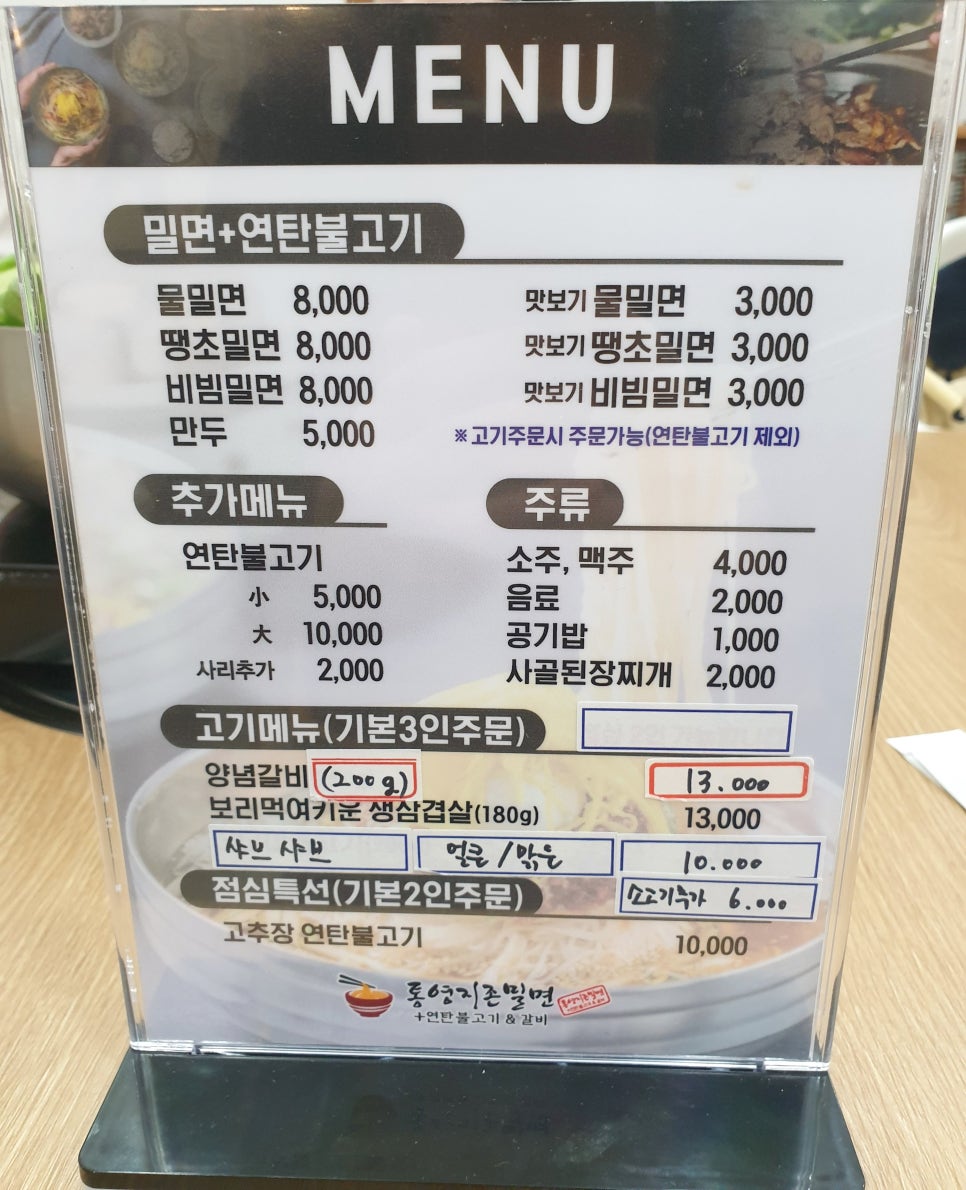 MENU
밀면+연탄불고기
물밀면 8,000
땡초밀면 8,000
비빔밀면 8,000
만두 5,000
맛보기 물밀면 3,000
맛보기 땡초밀면 3,000
맛보기 비빔밀면 3,000
※고기주문시 주문가능(연탄불고기 제외)
추가메뉴
연탄불고기
小 5,000
大 10,000
사리추가 2,000
주류
소주, 맥주 4,000
음료 2,000
공기밥 1,000
사골된장찌개 2,000
고기메뉴(기본3인주문)
양념갈비 (200g) 13.000
보리먹여키운 생삼겹살(180g) 13,000
샤브 샤브 얼큰/맑은 10.000
점심특선(기본2인주문)
소고기추가 6.000
고추장 연탄불고기 10,000
통영지존밀면
+연탄불고기&갈비